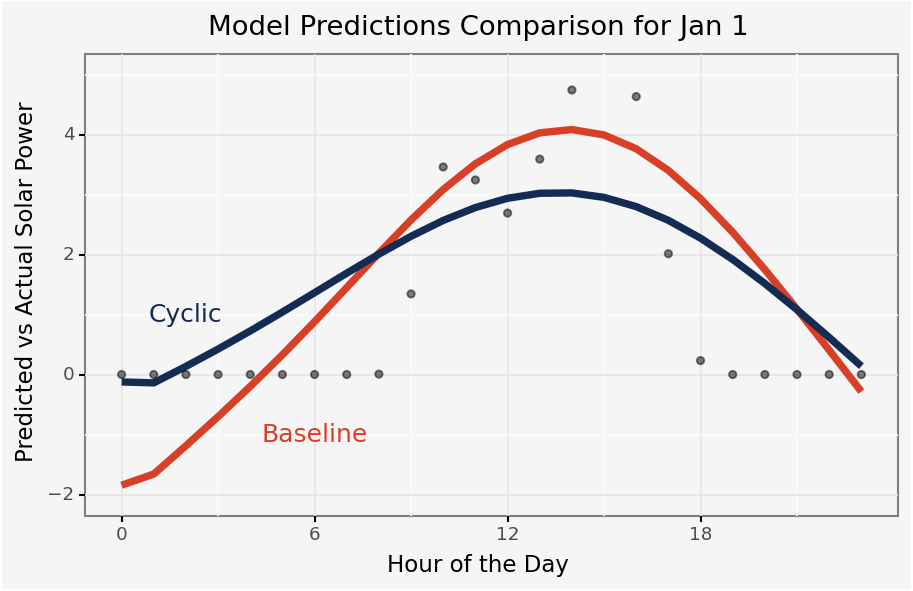 Model Predictions Comparison for Jan 1
Predicted vs Actual Solar Power
4
2
0
−2
Cyclic
Baseline
0 6 12 18
Hour of the Day